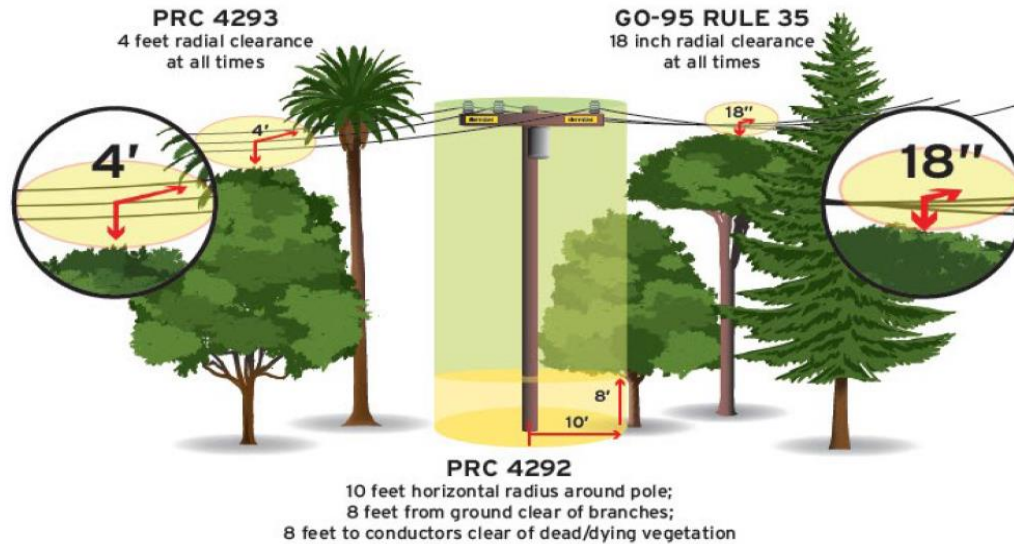 PRC 4293
4 feet radial clearance
at all times
GO-95 RULE 35
18 inch radial clearance
at all times
4'
4'
18"
18"
8'
10'
PRC 4292
10 feet horizontal radius around pole;
8 feet from ground clear of branches;
8 feet to conductors clear of dead/dying vegetation